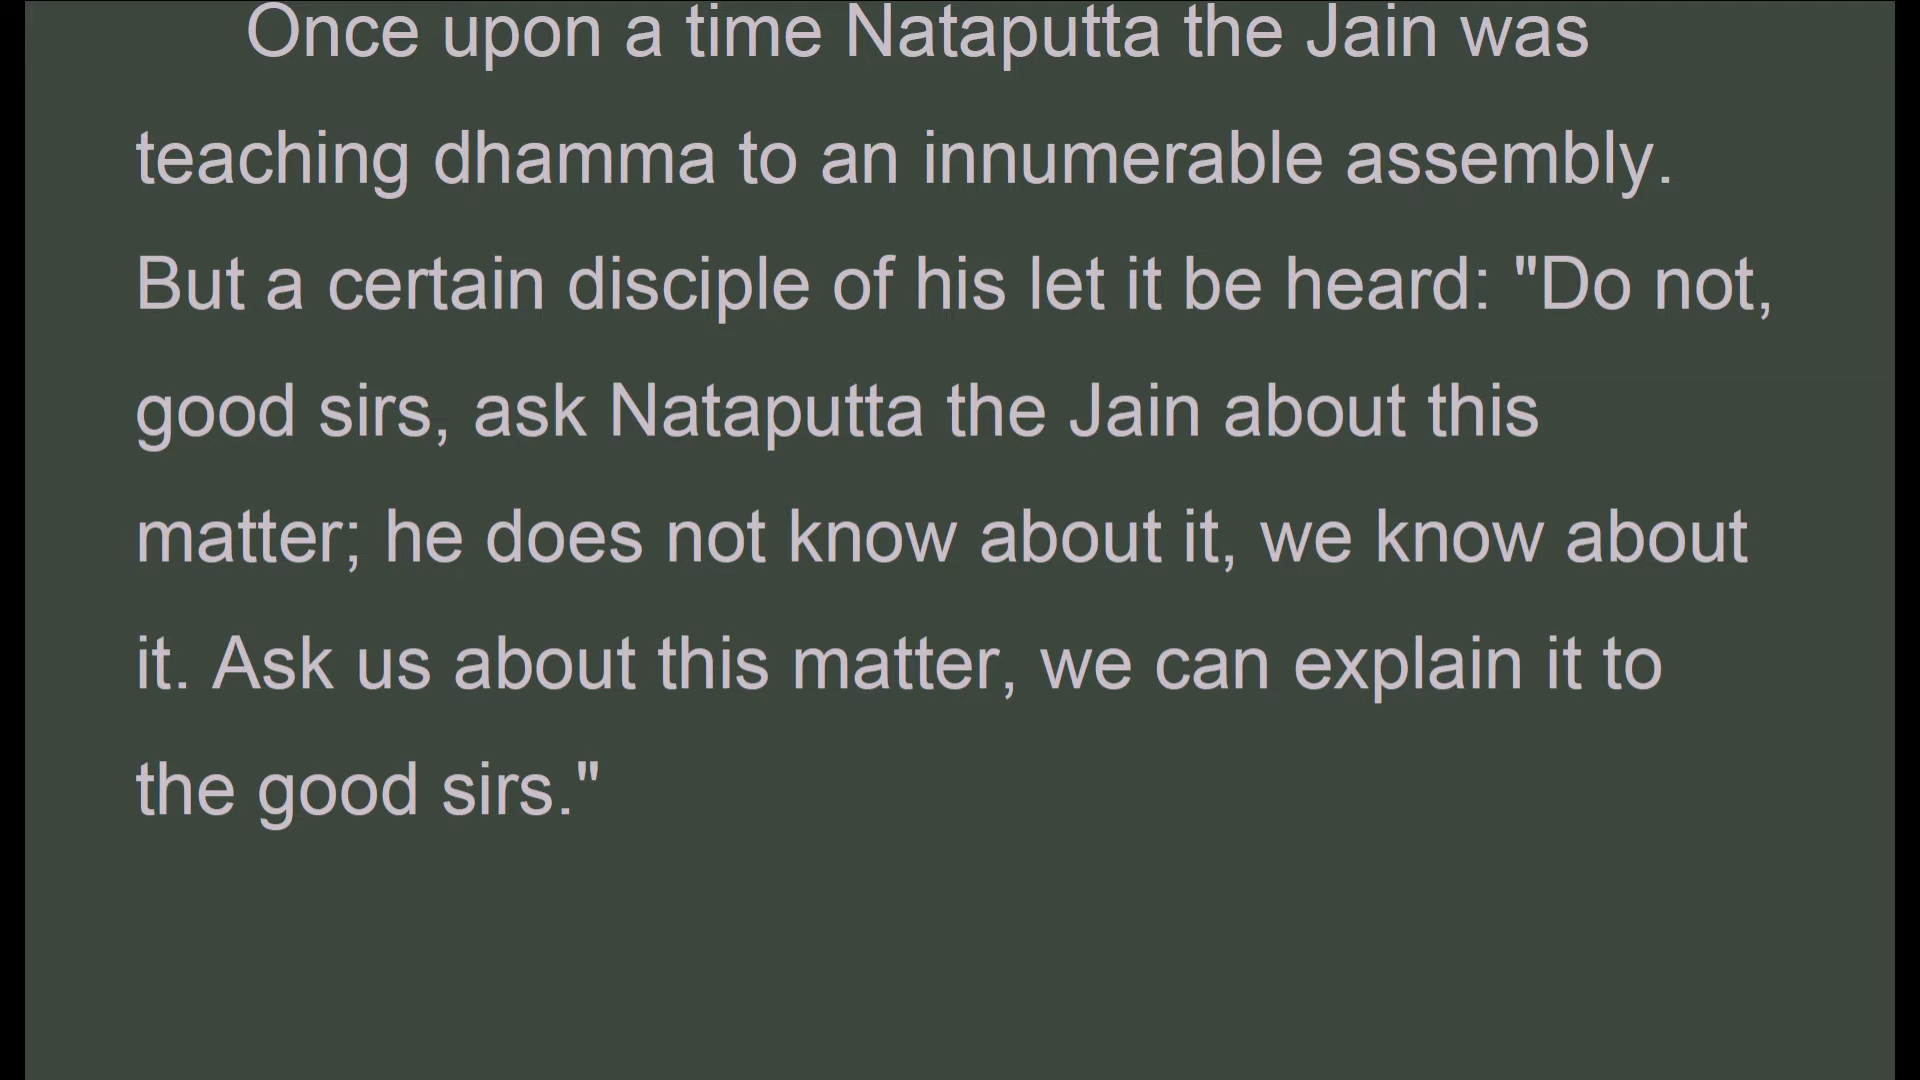 Once upon a time Nataputta the Jain was
teaching dhamma to an innumerable assembly.
But a certain disciple of his let it be heard: "Do not,
good sirs, ask Nataputta the Jain about this
matter; he does not know about it, we know about
it. Ask us about this matter, we can explain it to
the good sirs."